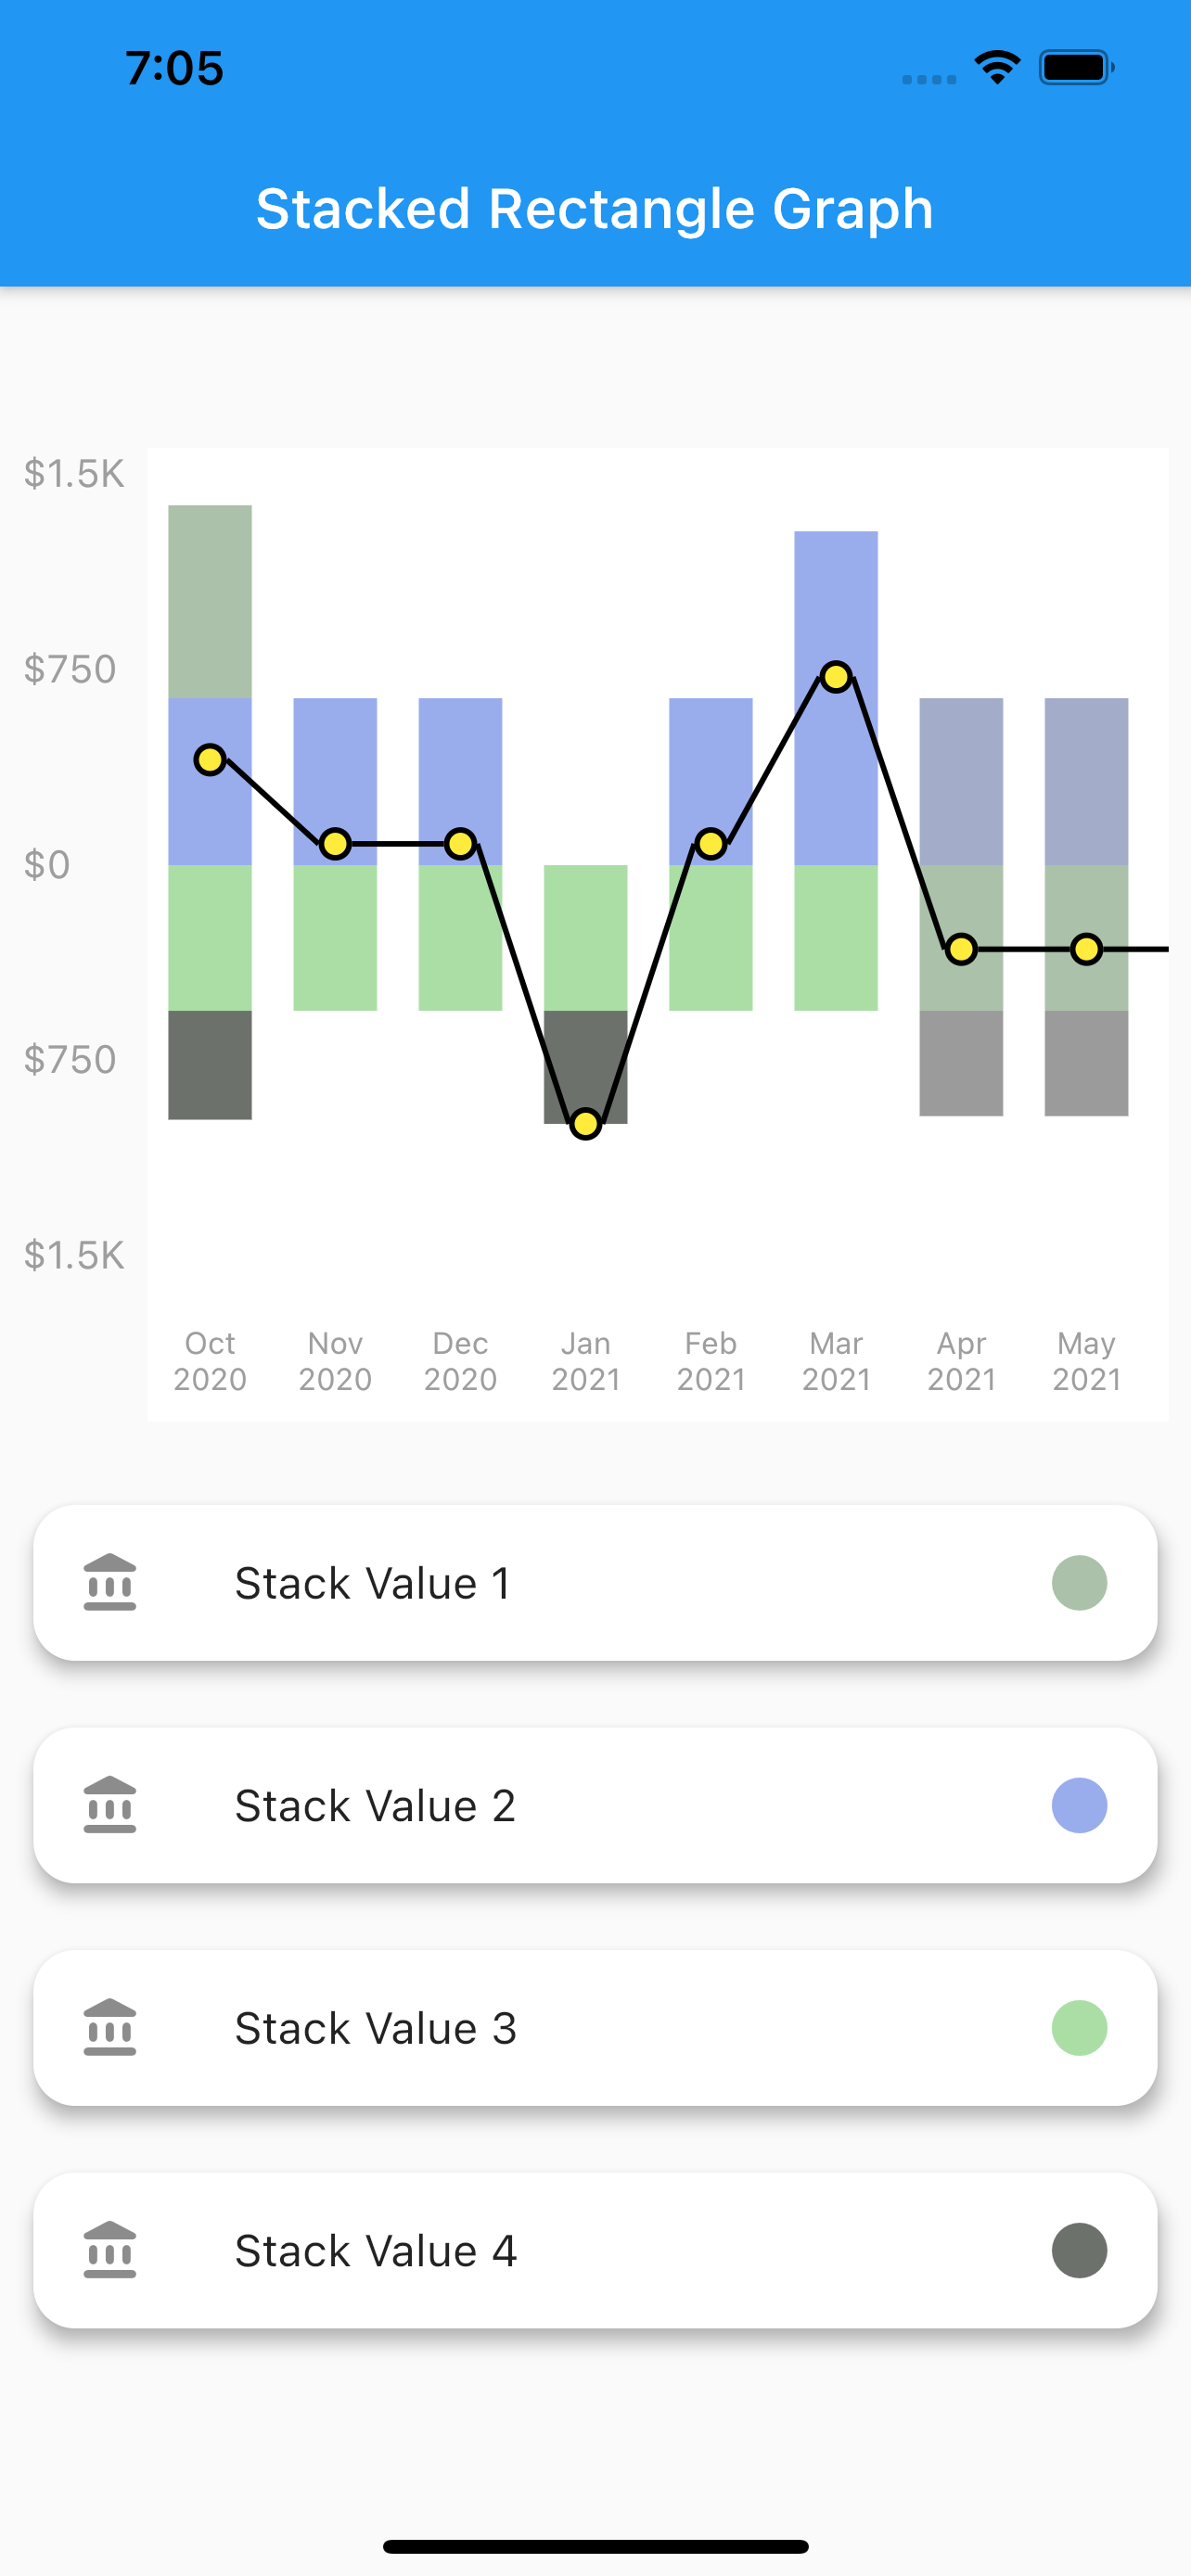 7:05
Stacked Rectangle Graph
$1.5K
$750
$0
$750
$1.5K
Oct Nov Dec Jan Feb Mar Apr May
2020 2020 2020 2021 2021 2021 2021 2021
Stack Value 1
Stack Value 2
Stack Value 3
Stack Value 4